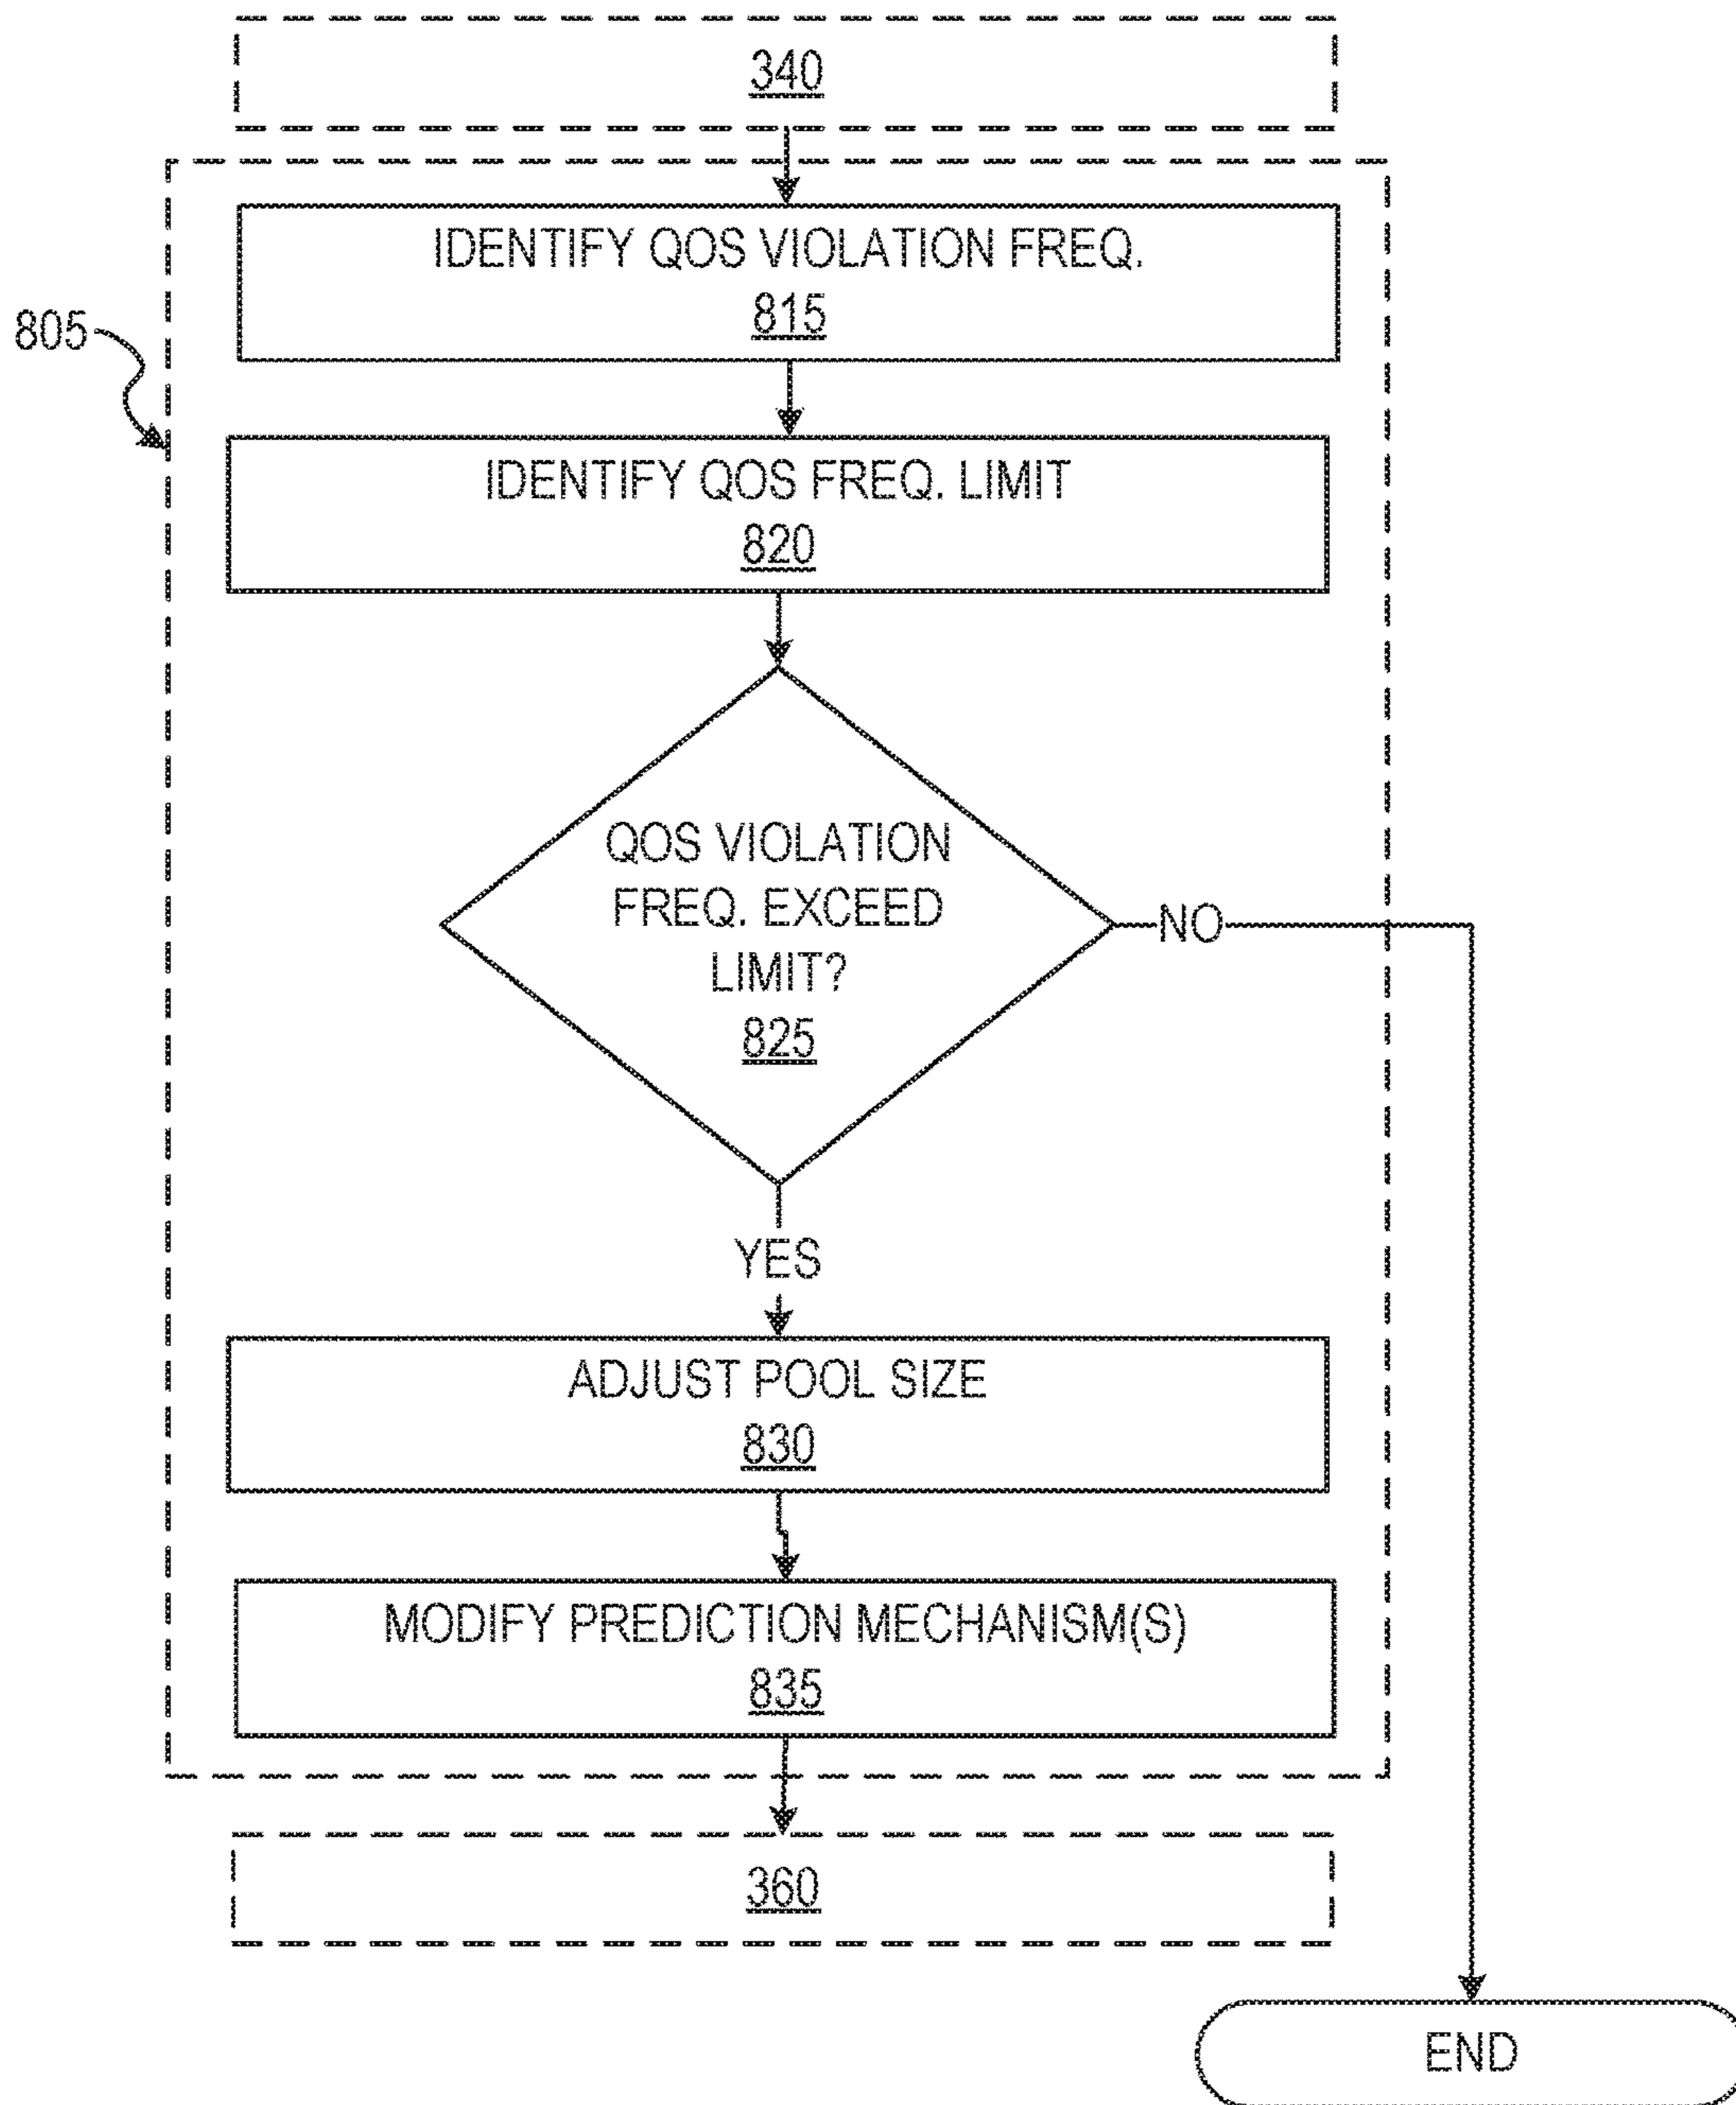 340
IDENTIFY QOS VIOLATION FREQ.
815
805
IDENTIFY QOS FREQ. LIMIT
820
QOS VIOLATION
FREQ. EXCEED
LIMIT?
825
NO
YES
ADJUST POOL SIZE
830
MODIFY PREDICTION MECHANISM(S)
835
360
END